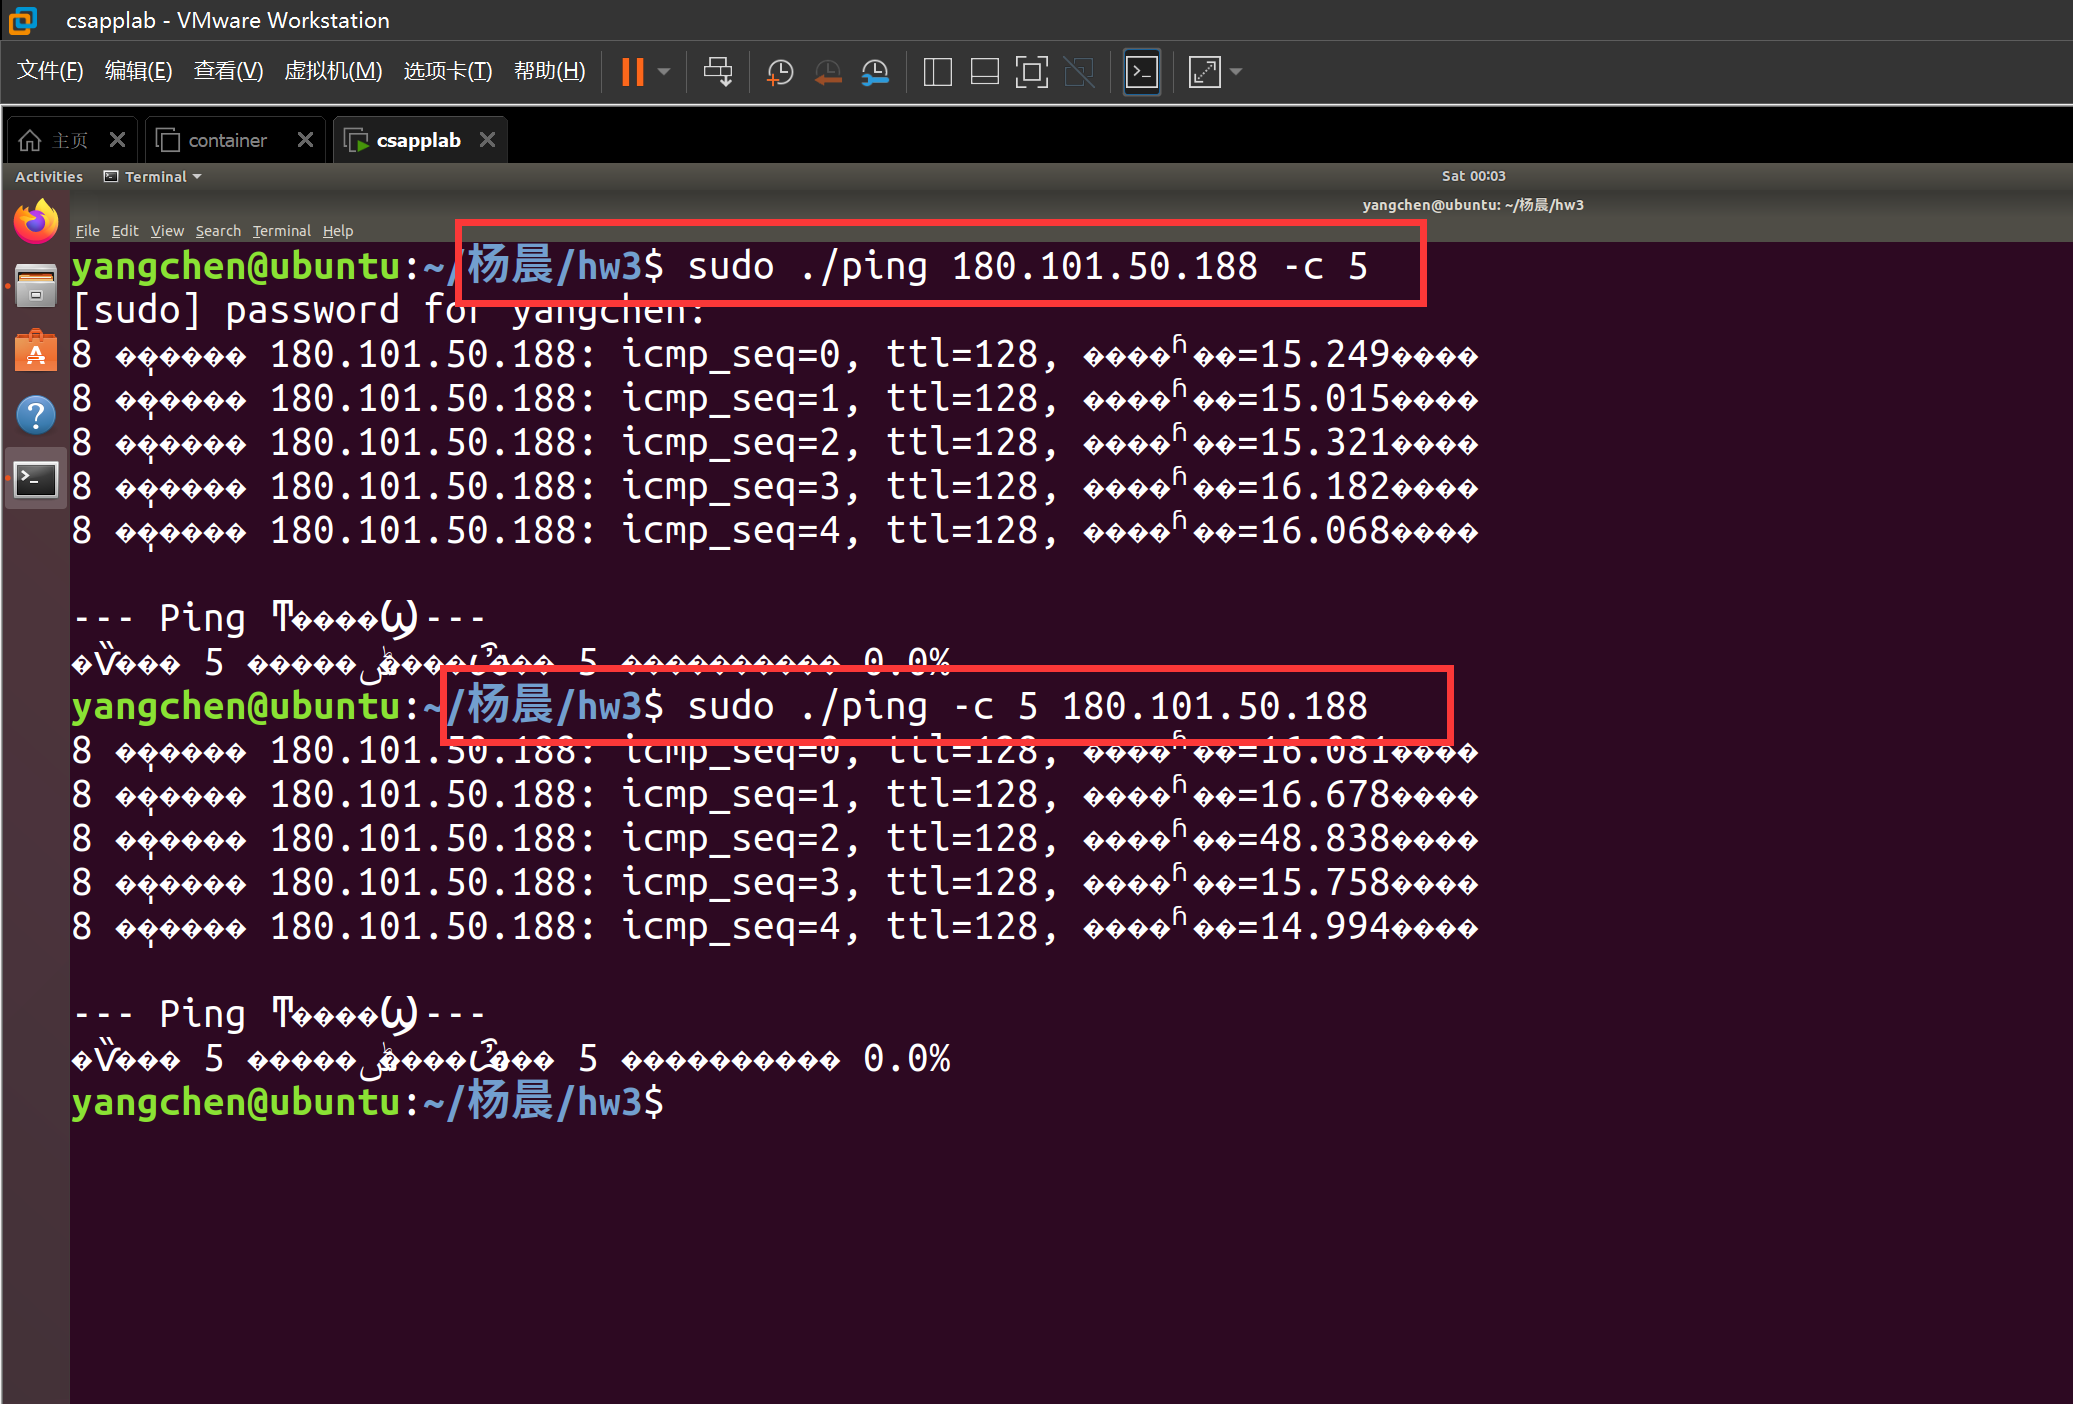 csapplab - VMware Workstation
文件(F) 编辑(E) 查看(V) 虚拟机(M) 选项卡(T) 帮助(H)
主页 container csapplab
Activities Terminal Sat 00:03
yangchen@ubuntu: ~/杨晨/hw3
File Edit View Search Terminal Help
yangchen@ubuntu:~/杨晨/hw3$ sudo ./ping 180.101.50.188 -c 5
[sudo] password for yangchen:
8 180.101.50.188: icmp_seq=0, ttl=128, =15.249
8 180.101.50.188: icmp_seq=1, ttl=128, =15.015
8 180.101.50.188: icmp_seq=2, ttl=128, =15.321
8 180.101.50.188: icmp_seq=3, ttl=128, =16.182
8 180.101.50.188: icmp_seq=4, ttl=128, =16.068
--- Ping ---
5 5 0.0%
yangchen@ubuntu:~/杨晨/hw3$ sudo ./ping -c 5 180.101.50.188
8 180.101.50.188: icmp_seq=0, ttl=128, =16.081
8 180.101.50.188: icmp_seq=1, ttl=128, =16.678
8 180.101.50.188: icmp_seq=2, ttl=128, =48.838
8 180.101.50.188: icmp_seq=3, ttl=128, =15.758
8 180.101.50.188: icmp_seq=4, ttl=128, =14.994
--- Ping ---
5 5 0.0%
yangchen@ubuntu:~/杨晨/hw3$